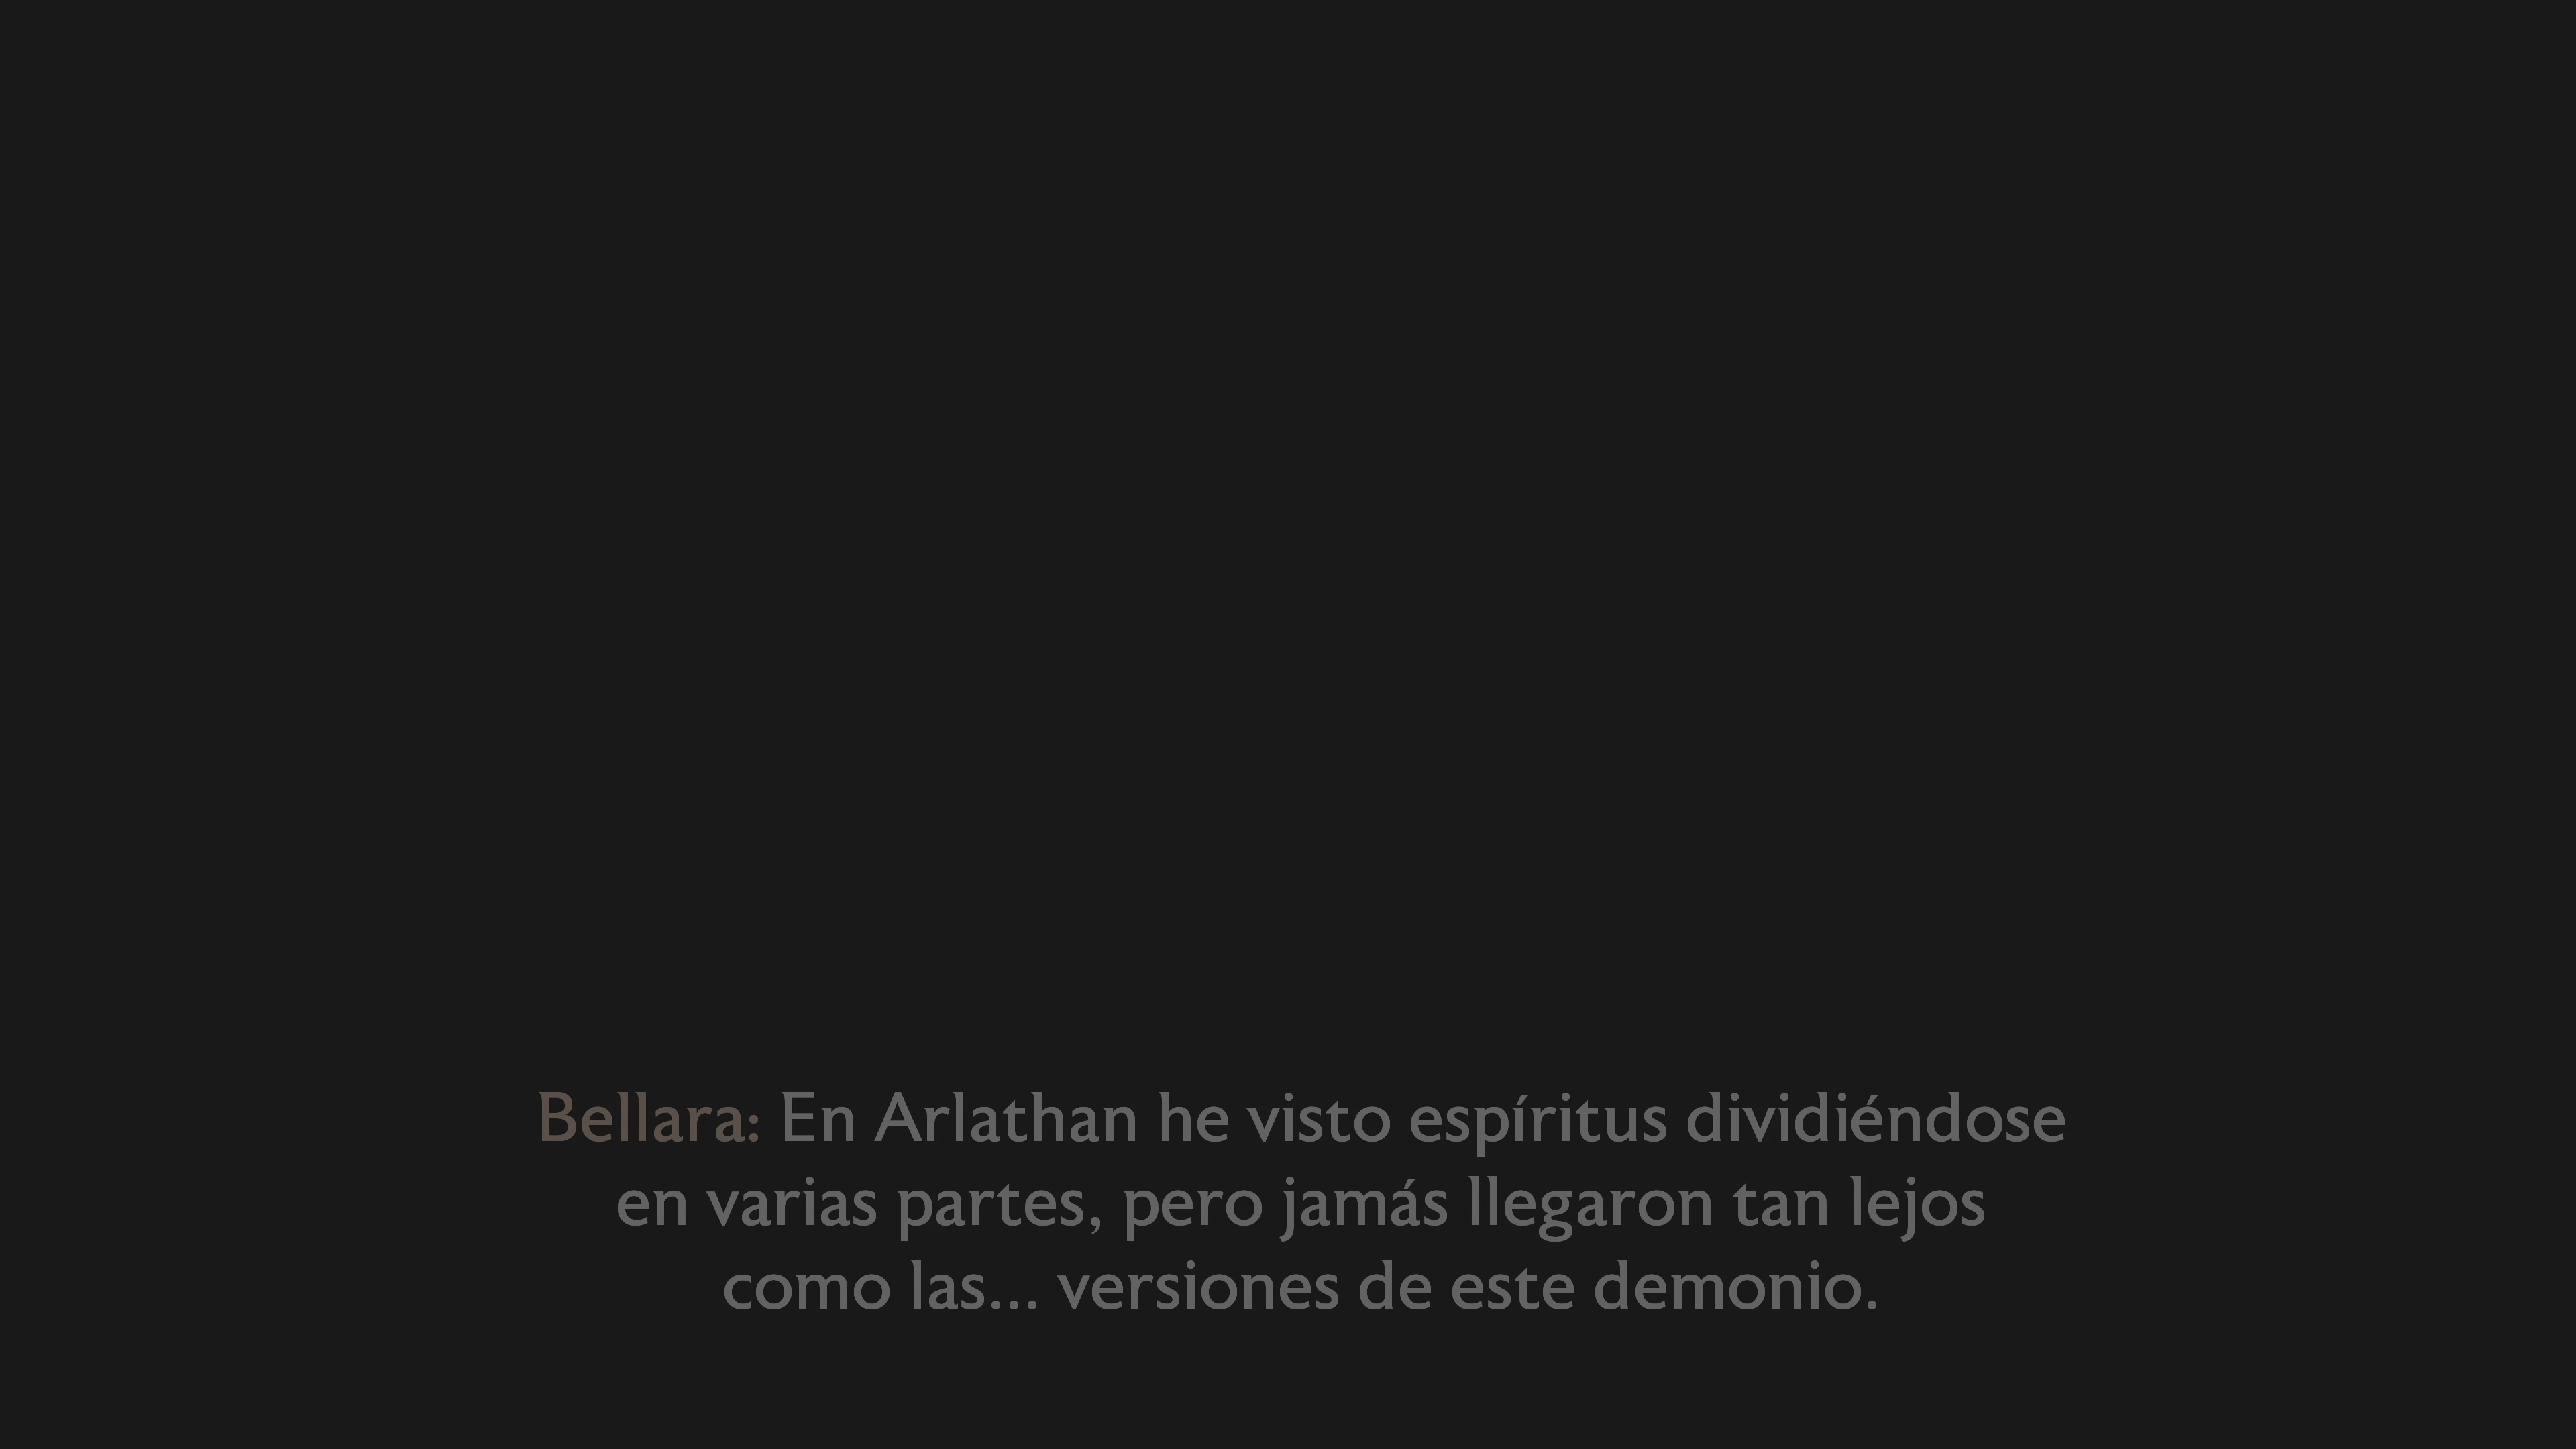 Bellara: En Arlathan he visto espíritus dividiéndose
en varias partes, pero jamás llegaron tan lejos
como las... versiones de este demonio.